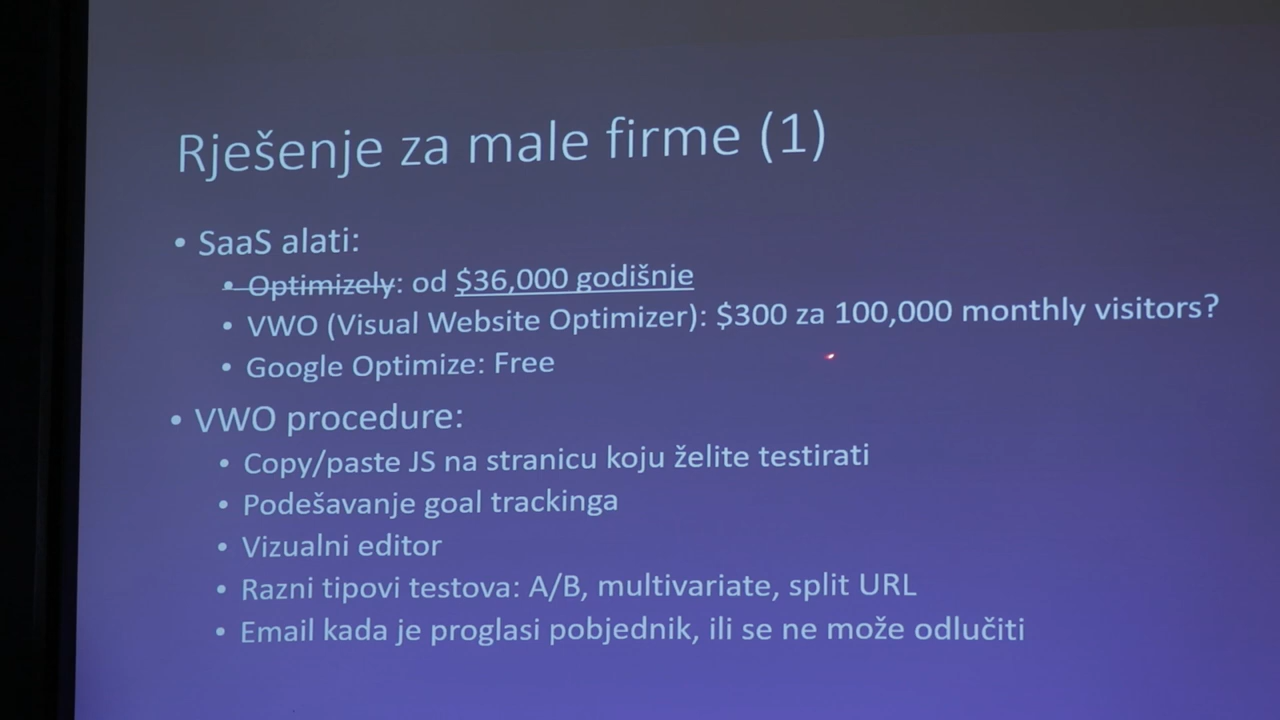 Rješenje za male firme (1)
• SaaS alati:
• Optimizely: od $36,000 godišnje
• VWO (Visual Website Optimizer): $300 za 100,000 monthly visitors?
• Google Optimize: Free
• VWO procedure:
• Copy/paste JS na stranicu koju želite testirati
• Podešavanje goal trackinga
• Vizualni editor
• Razni tipovi testova: A/B, multivariate, split URL
• Email kada je proglasi pobjednik, ili se ne može odlučiti